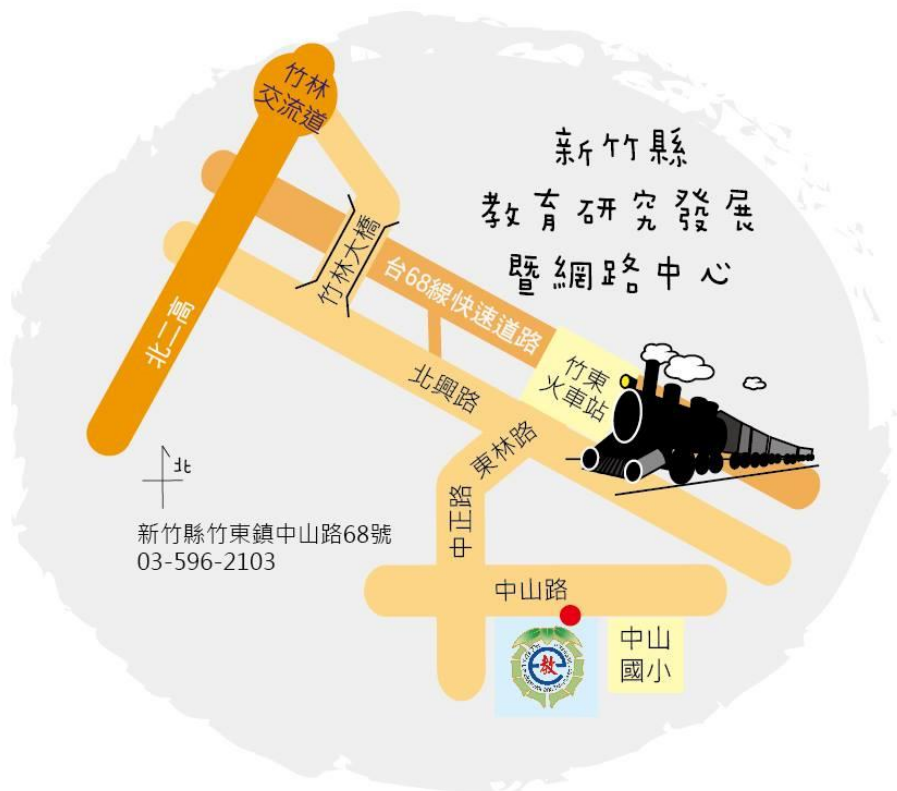 竹林
交流道
新竹縣
教育研究發展
暨網路中心
竹林大橋
台68線快速道路
北二高
竹東
火車站
北興路
東林路
北
中正路
新竹縣竹東鎮中山路68號
03-596-2103
中山路
中山
國小
教